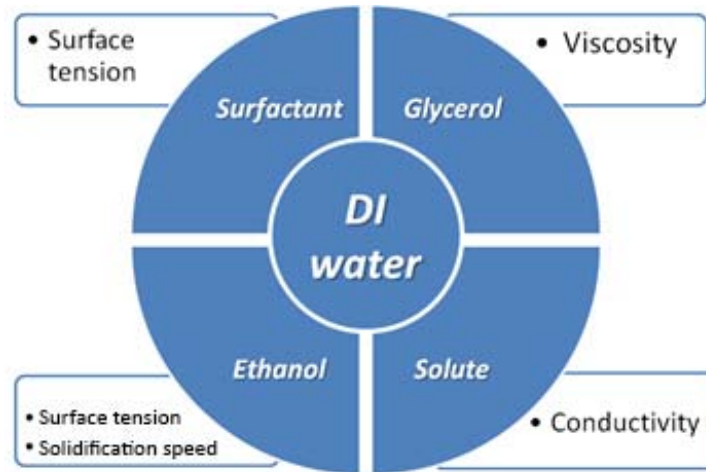 • Surface
tension
• Viscosity
Surfactant
Glycerol
DI
water
Ethanol
Solute
• Surface tension
• Solidification speed
• Conductivity